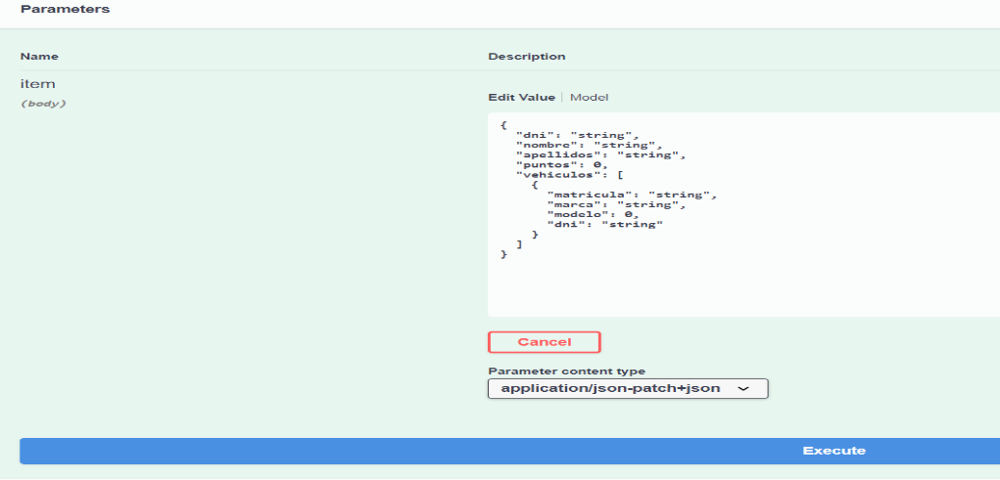 Parameters
Name Description
item
(body)
Edit Value | Model
{
"dni": "string",
"nombre": "string",
"apellidos": "string",
"puntos": 0,
"vehiculos": [
{
"matricula": "string",
"marca": "string",
"modelo": 0,
"dni": "string"
}
]
}
Cancel
Parameter content type
application/json-patch+json
Execute